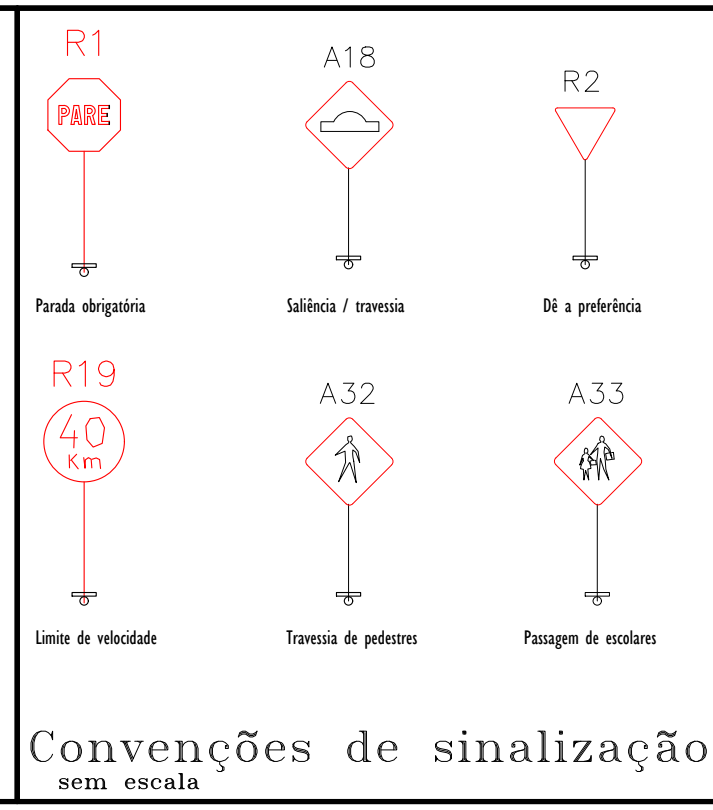 R1
A18
R2
PARE
Parada obrigatória
Saliência / travessia
Dê a preferência
R19
A32
A33
40
Km
Limite de velocidade
Travessia de pedestres
Passagem de escolares
Convenções de sinalização
sem escala